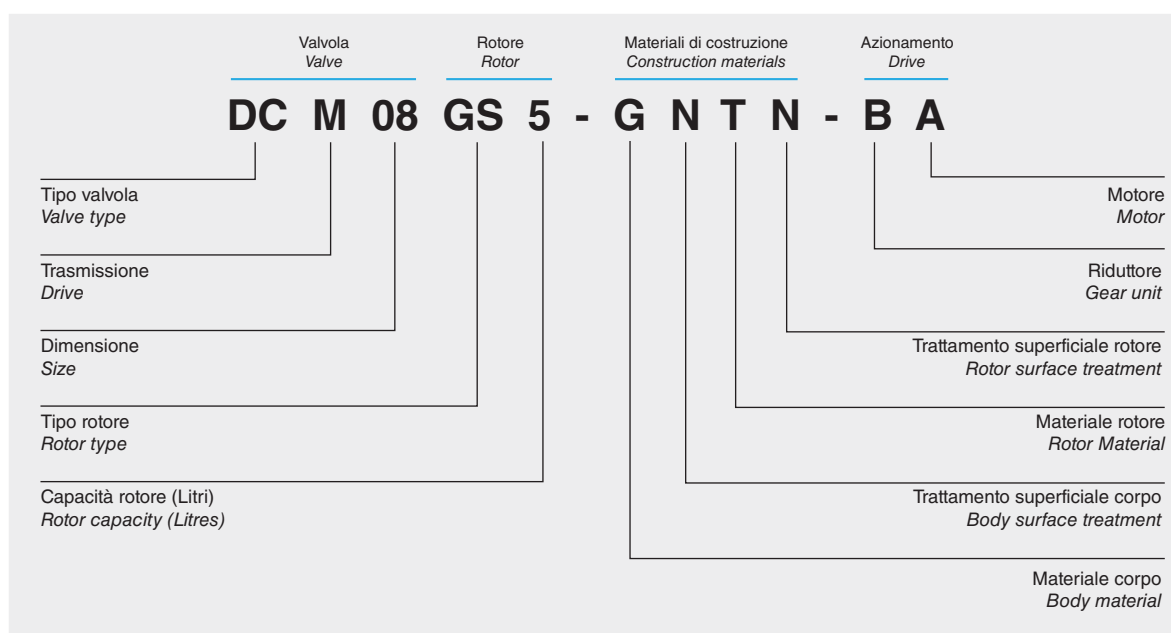 Valvola
Valve
Rotore
Rotor
Materiali di costruzione
Construction materials
Azionamento
Drive
DC M 08 GS 5 - G N T N - B A
Tipo valvola
Valve type
Trasmissione
Drive
Dimensione
Size
Tipo rotore
Rotor type
Capacità rotore (Litri)
Rotor capacity (Litres)
Motore
Motor
Riduttore
Gear unit
Trattamento superficiale rotore
Rotor surface treatment
Materiale rotore
Rotor Material
Trattamento superficiale corpo
Body surface treatment
Materiale corpo
Body material